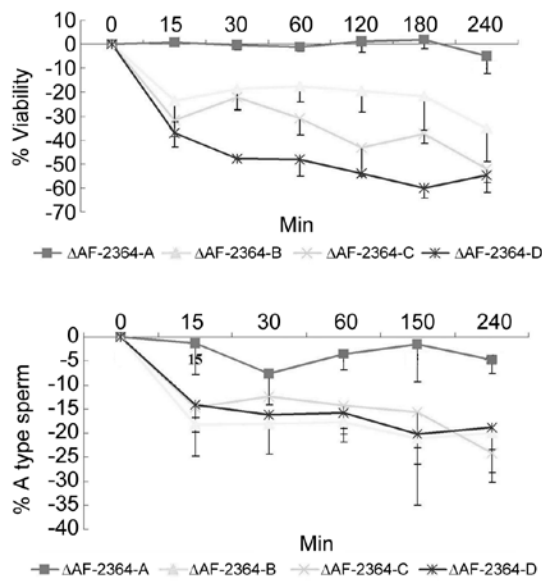 10
0
-10
-20
-30
-40
-50
-60
-70
% Viability
0 15 30 60 120 180 240
Min
ΔAF-2364-A ΔAF-2364-B ΔAF-2364-C ΔAF-2364-D
0 15 30 60 150 240
0
-5
-10
-15
-20
-25
-30
-35
-40
% A type sperm
15
Min
ΔAF-2364-A ΔAF-2364-B ΔAF-2364-C ΔAF-2364-D